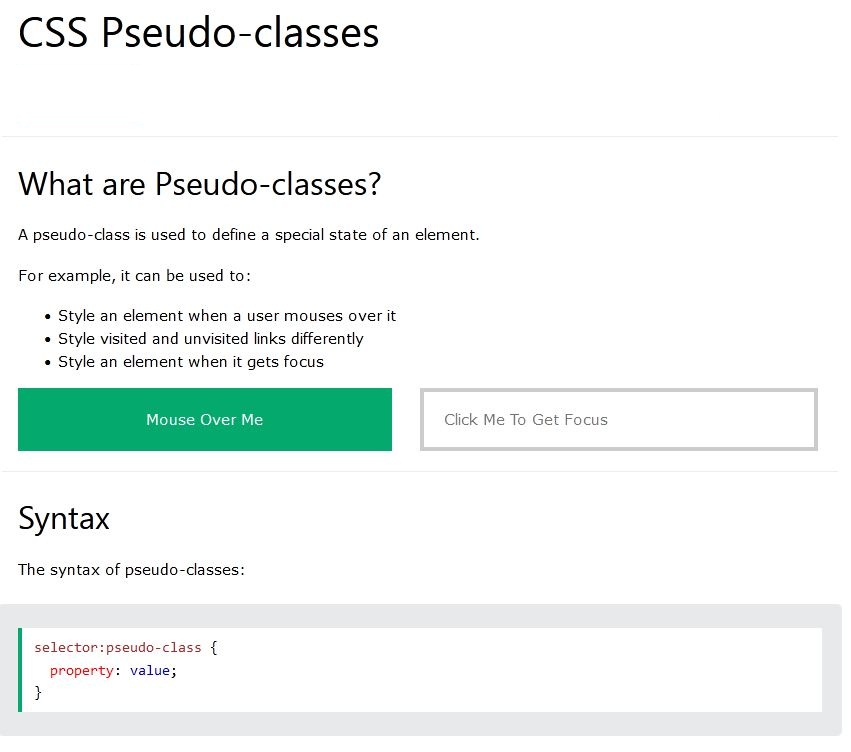 CSS Pseudo-classes
What are Pseudo-classes?
A pseudo-class is used to define a special state of an element.
For example, it can be used to:
• Style an element when a user mouses over it
• Style visited and unvisited links differently
• Style an element when it gets focus
Mouse Over Me
Click Me To Get Focus
Syntax
The syntax of pseudo-classes:
selector:pseudo-class {
  property: value;
}